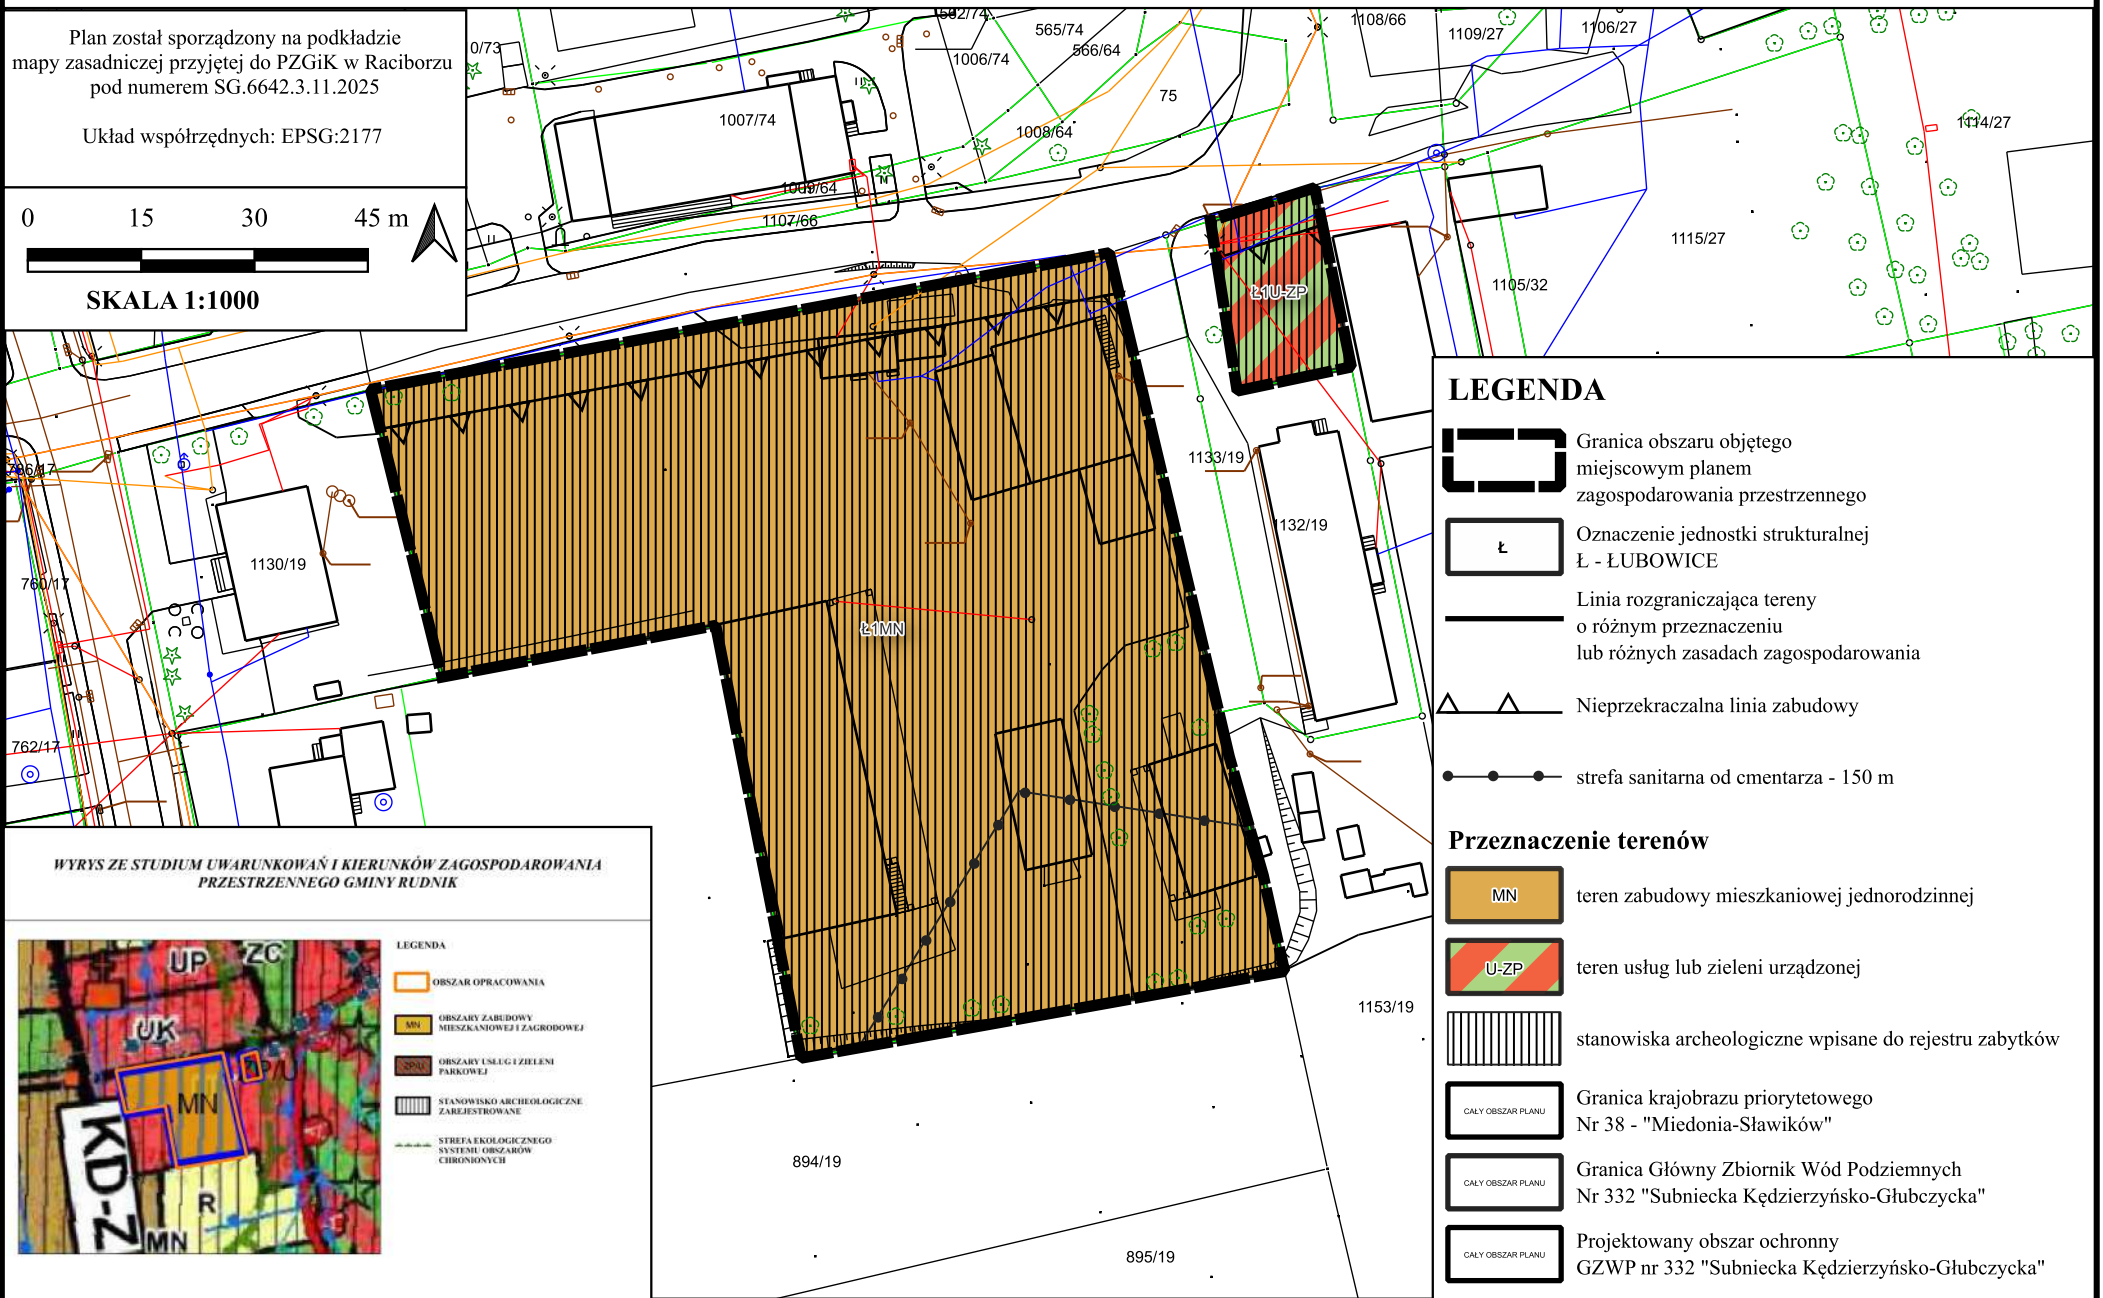 Plan został sporządzony na podkładzie
mapy zasadniczej przyjętej do PZGiK w Raciborzu
pod numerem SG.6642.3.11.2025
Układ współrzędnych: EPSG:2177
0 15 30 45 m
SKALA 1:1000
0/73
565/74
566/64
1006/74
75
1108/66
1109/27
1106/27
1007/74
1008/64
1114/27
1009/64
1107/66
1115/27
1105/32
Ł1U-ZP
1133/19
1132/19
1130/19
760/17
Ł1MN
762/17
1153/19
894/19
895/19
LEGENDA
Granica obszaru objętego
miejscowym planem
zagospodarowania przestrzennego
Ł
Oznaczenie jednostki strukturalnej
Ł - ŁUBOWICE
Linia rozgraniczająca tereny
o różnym przeznaczeniu
lub różnych zasadach zagospodarowania
Nieprzekraczalna linia zabudowy
strefa sanitarna od cmentarza - 150 m
Przeznaczenie terenów
MN
teren zabudowy mieszkaniowej jednorodzinnej
U-ZP
teren usług lub zieleni urządzonej
stanowiska archeologiczne wpisane do rejestru zabytków
CAŁY OBSZAR PLANU
Granica krajobrazu priorytetowego
Nr 38 - "Miedonia-Sławików"
CAŁY OBSZAR PLANU
Granica Główny Zbiornik Wód Podziemnych
Nr 332 "Subniecka Kędzierzyńsko-Głubczycka"
CAŁY OBSZAR PLANU
Projektowany obszar ochronny
GZWP nr 332 "Subniecka Kędzierzyńsko-Głubczycka"
WYRYS ZE STUDIUM UWARUNKOWAŃ I KIERUNKÓW ZAGOSPODAROWANIA
PRZESTRZENNEGO GMINY RUDNIK
UP
ZC
UK
MN
KD-Z
R
MN
LEGENDA
OBSZAR OPRACOWANIA
MN
OBSZARY ZABUDOWY
MIESZKANIOWEJ I ZAGRODOWEJ
OBSZARY USŁUG I ZIELENI
PARKOWEJ
STANOWISKO ARCHEOLOGICZNE
ZAREJESTROWANE
STREFA EKOLOGICZNEGO
SYSTEMU OBSZARÓW
CHRONIONYCH